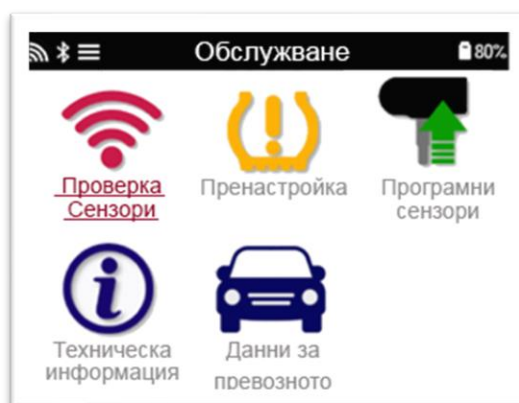 Обслужване
80%
Проверка
Сензори
Пренастройка
Програмни
сензори
Техническа
информация
Данни за
превозното